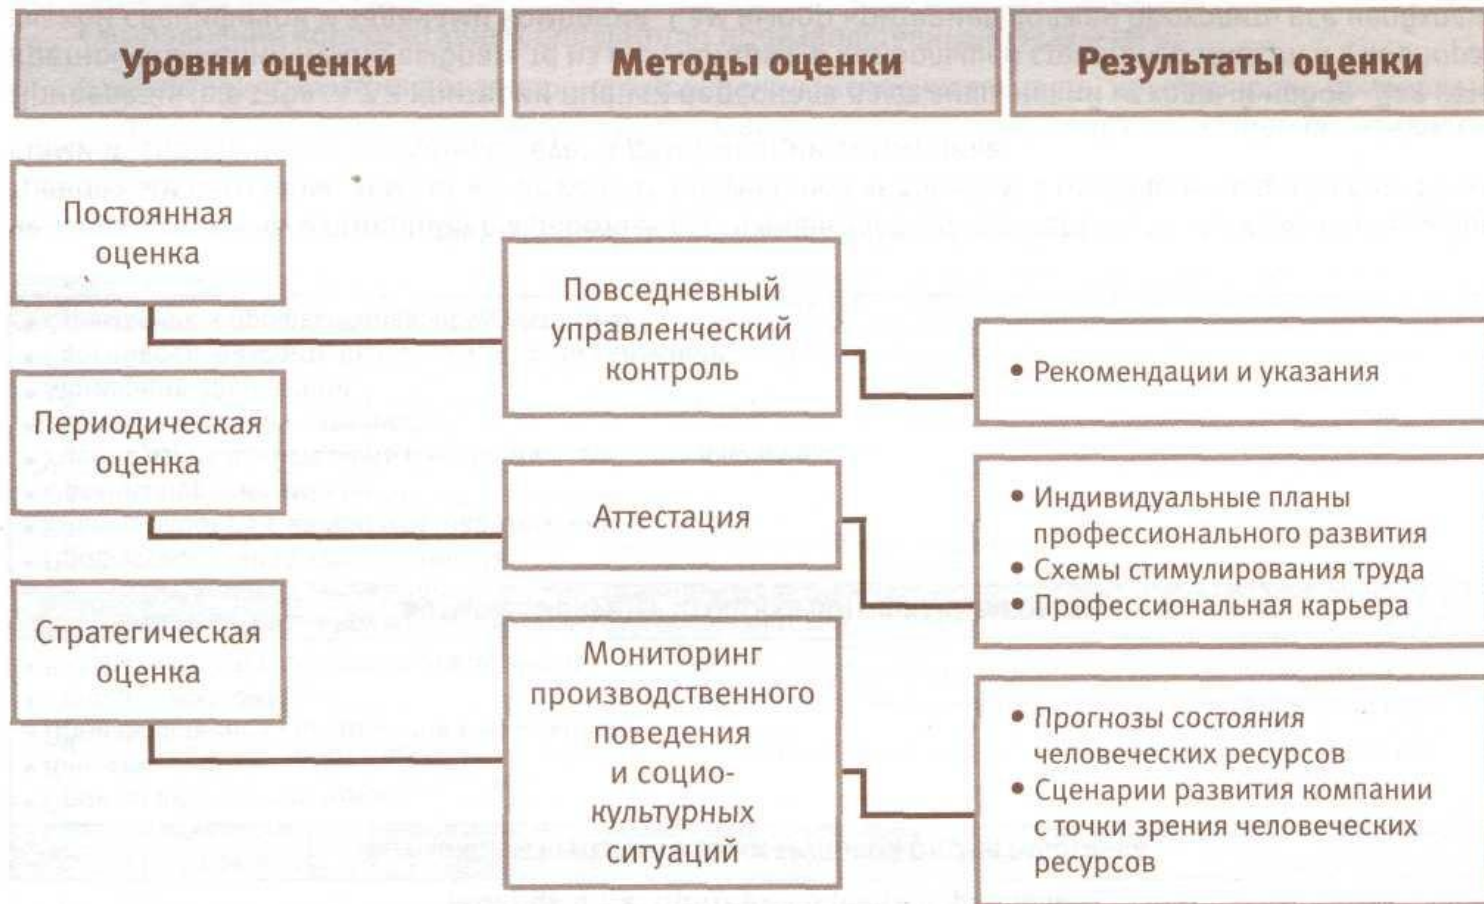 Уровни оценки
Методы оценки
Результаты оценки
Постоянная
оценка
Повседневный
управленческий
контроль
• Рекомендации и указания
Периодическая
оценка
Аттестация
• Индивидуальные планы
профессионального развития
• Схемы стимулирования труда
• Профессиональная карьера
Стратегическая
оценка
Мониторинг
производственного
поведения
и социо-
культурных
ситуаций
• Прогнозы состояния
человеческих ресурсов
• Сценарии развития компании
с точки зрения человеческих
ресурсов